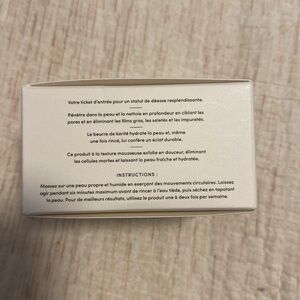 Votre ticket d'entrée pour un statut de déesse resplendissante.
Pénètre dans la peau et la nettoie en profondeur en ciblant les
pores et en éliminant les films gras, les saletés et les impuretés.
Le beurre de karité hydrate la peau et, même
une fois rincé, lui confère un éclat durable.
Ce produit à la texture mousseuse exfolie en douceur, éliminant
les cellules mortes et laissant la peau fraîche et hydratée.
INSTRUCTIONS :
Massez sur une peau propre et humide en exerçant des mouvements circulaires. Laissez
agir pendant six minutes maximum avant de rincer à l'eau tiède, puis séchez en tapotant
la peau. Pour de meilleurs résultats, utilisez le produit une à deux fois par semaine.